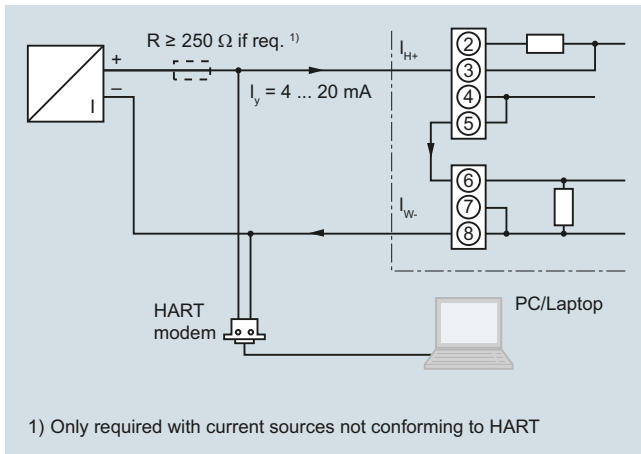 R ≥ 250 Ω if req. 1)
+
–
I
I_y = 4 ... 20 mA
I_H+
2
3
4
5
6
7
8
I_W-
HART
modem
PC/Laptop
1) Only required with current sources not conforming to HART